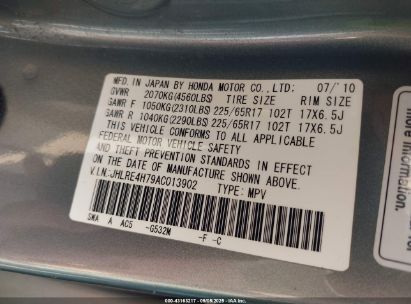 MFD. IN JAPAN BY HONDA MOTOR CO., LTD. 07/'10
GVWR 2070KG(4560LBS) TIRE SIZE RIM SIZE
GAWR F 1050KG(2310LBS) 225/65R17 102T 17X6.5J
GAWR R 1040KG(2290LBS) 225/65R17 102T 17X6.5J
THIS VEHICLE CONFORMS TO ALL APPLICABLE
FEDERAL MOTOR VEHICLE SAFETY
AND THEFT PREVENTION STANDARDS IN EFFECT
ON THE DATE OF MANUFACTURE SHOWN ABOVE.
V.I.N.:JHLRE4H79AC013902 TYPE: MPV
SWA A AC5 -G532M -F -C
more information.